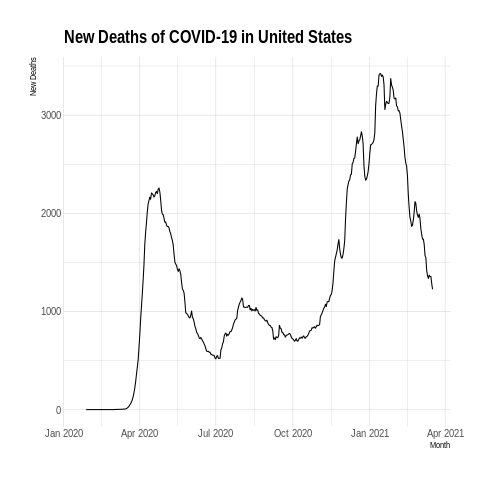 New Deaths of COVID-19 in United States
New Deaths
3000
2000
1000
0
Jan 2020 Apr 2020 Jul 2020 Oct 2020 Jan 2021 Apr 2021
Month